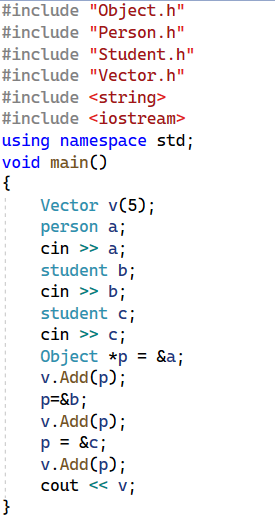 #include "Object.h"
#include "Person.h"
#include "Student.h"
#include "Vector.h"
#include <string>
#include <iostream>
using namespace std;
void main()
{
    Vector v(5);
    person a;
    cin >> a;
    student b;
    cin >> b;
    student c;
    cin >> c;
    Object *p = &a;
    v.Add(p);
    p=&b;
    v.Add(p);
    p = &c;
    v.Add(p);
    cout << v;
}